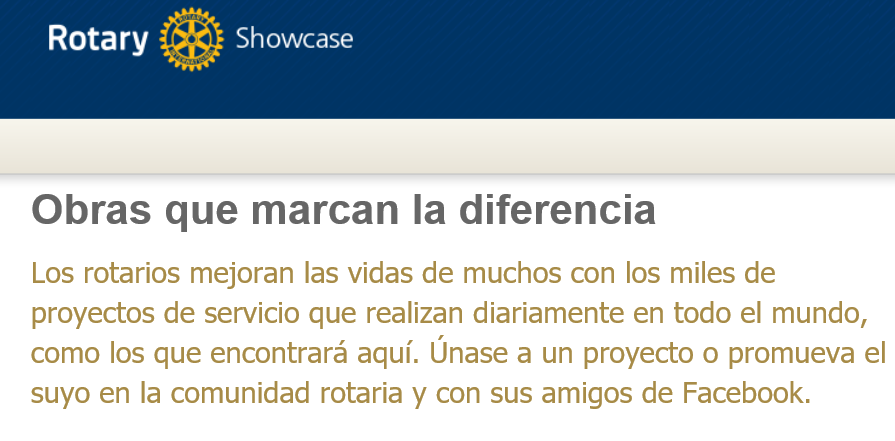 Rotary Showcase
Obras que marcan la diferencia
Los rotarios mejoran las vidas de muchos con los miles de
proyectos de servicio que realizan diariamente en todo el mundo,
como los que encontrará aquí. Únase a un proyecto o promueva el
suyo en la comunidad rotaria y con sus amigos de Facebook.